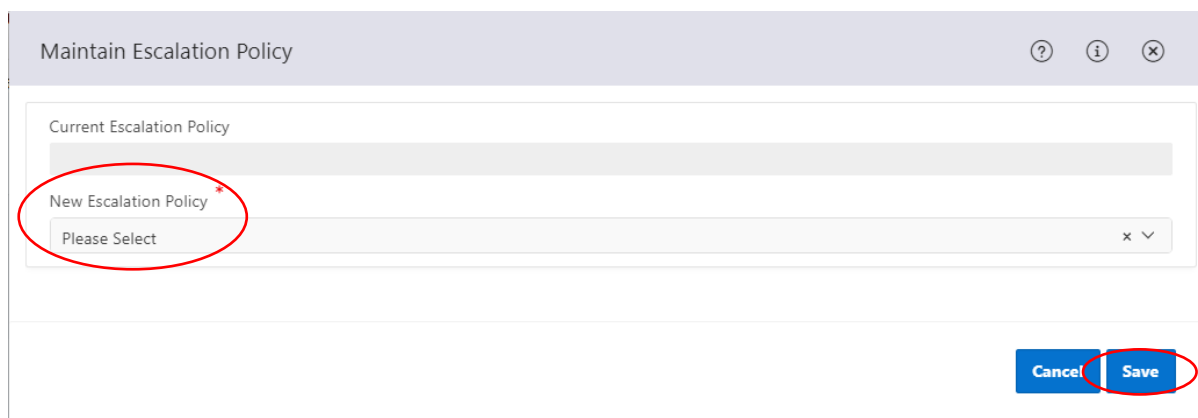 Maintain Escalation Policy
Current Escalation Policy
New Escalation Policy *
Please Select
Cancel Save